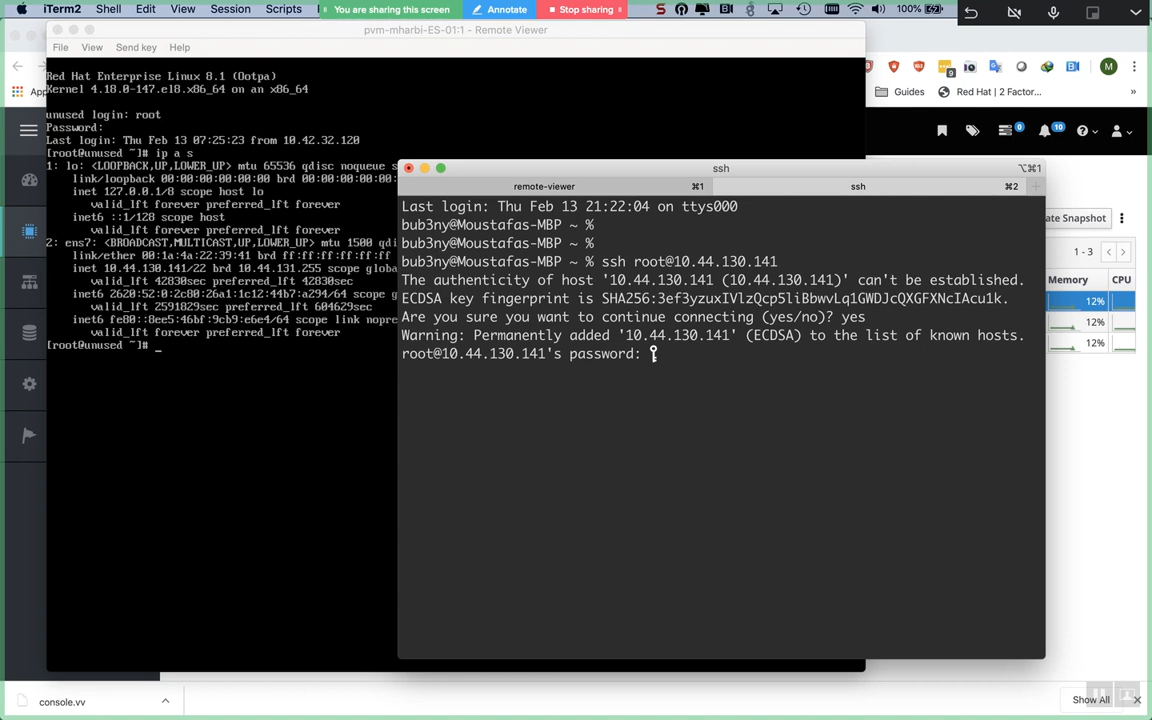 iTerm2 Shell Edit View Session Scripts
You are sharing this screen Annotate Stop sharing
100%
pvm-mharbi-ES-01:1 - Remote Viewer
File View Send key Help
Red Hat Enterprise Linux 8.1 (Ootpa)
Kernel 4.18.0-147.el8.x86_64 on an x86_64
unused login: root
Password:
Last login: Thu Feb 13 07:25:23 from 10.42.32.120
[root@unused ~]# ip a s
1: lo: <LOOPBACK,UP,LOWER_UP> mtu 65536 qdisc noqueue s
link/loopback 00:00:00:00:00:00 brd 00:00:00:00:00:
inet 127.0.0.1/8 scope host lo
valid_lft forever preferred_lft forever
inet6 ::1/128 scope host
valid_lft forever preferred_lft forever
2: ens7: <BROADCAST,MULTICAST,UP,LOWER_UP> mtu 1500 qdi
link/ether 00:1a:4a:22:39:41 brd ff:ff:ff:ff:ff:ff
inet 10.44.130.141/22 brd 10.44.131.255 scope globa
valid_lft 42830sec preferred_lft 42830sec
inet6 2620:52:0:2c80:26a1:1c12:44b7:a294/64 scope g
valid_lft 2591829sec preferred_lft 604629sec
inet6 fe80::8ee5:46bf:9cb9:e6e4/64 scope link nopre
valid_lft forever preferred_lft forever
[root@unused ~]# _
ssh
⌥⌘1
remote-viewer ⌘1 ssh ⌘2
Last login: Thu Feb 13 21:22:04 on ttys000
bub3ny@Moustafas-MBP ~ %
bub3ny@Moustafas-MBP ~ %
bub3ny@Moustafas-MBP ~ % ssh root@10.44.130.141
The authenticity of host '10.44.130.141 (10.44.130.141)' can't be established.
ECDSA key fingerprint is SHA256:3ef3yzuxIVlzQcp5liBbwvLq1GWDJcQXGFXNcIAcu1k.
Are you sure you want to continue connecting (yes/no)? yes
Warning: Permanently added '10.44.130.141' (ECDSA) to the list of known hosts.
root@10.44.130.141's password:
9
M
App
Guides Red Hat | 2 Factor... »
0 10
ate Snapshot
1 - 3
Memory CPU
12%
12%
12%
console.vv
Show All